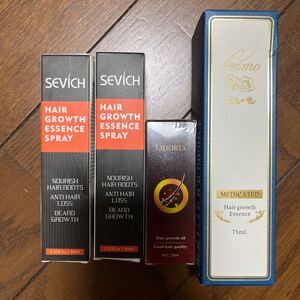 SEVICH
HAIR
GROWTH
ESSENCE
SPRAY
NOURISH
HAIR ROOTS
ANTI HAIR
LOSS
BEARD
GROWTH
SEVICH
HAIR
GROWTH
ESSENCE
SPRAY
NOURISH
HAIR ROOTS
ANTI HAIR
LOSS
BEARD
GROWTH
LIDORIA
Hair growth oil
Good hair quality
MEDICATED
Hair growth
Essence
75mL